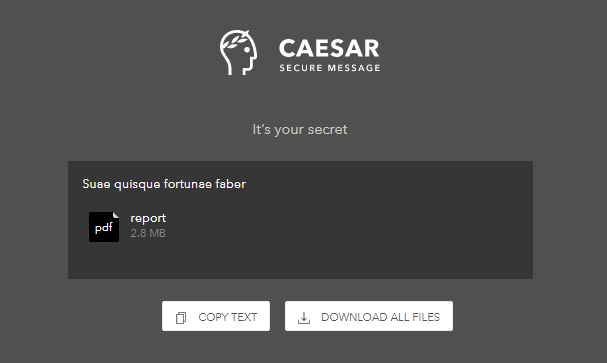 CAESAR
SECURE MESSAGE
It's your secret
Suae quisque fortunae faber
pdf
report
2.8 MB
COPY TEXT
DOWNLOAD ALL FILES